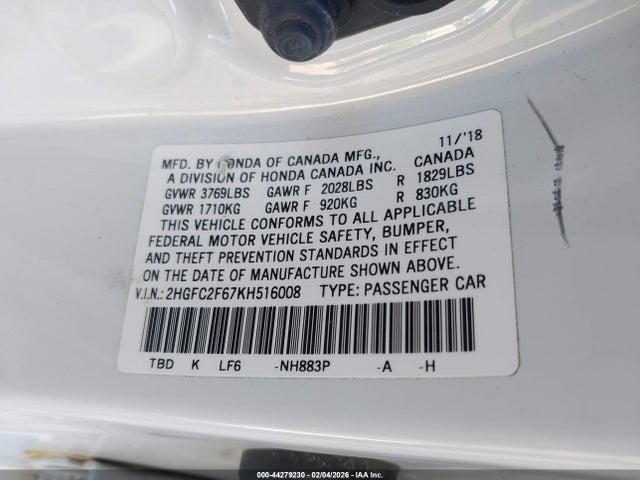 11/'18
MFD. BY HONDA OF CANADA MFG., CANADA
A DIVISION OF HONDA CANADA INC.
GVWR 3769LBS GAWR F 2028LBS R 1829LBS
GVWR 1710KG GAWR F 920KG R 830KG
THIS VEHICLE CONFORMS TO ALL APPLICABLE
FEDERAL MOTOR VEHICLE SAFETY, BUMPER,
AND THEFT PREVENTION STANDARDS IN EFFECT
ON THE DATE OF MANUFACTURE SHOWN ABOVE.
V.I.N.: 2HGFC2F67KH516008 TYPE: PASSENGER CAR
TBD K LF6 -NH883P -A -H
000-44279230 - 02/04/2026 - IAAI.COM